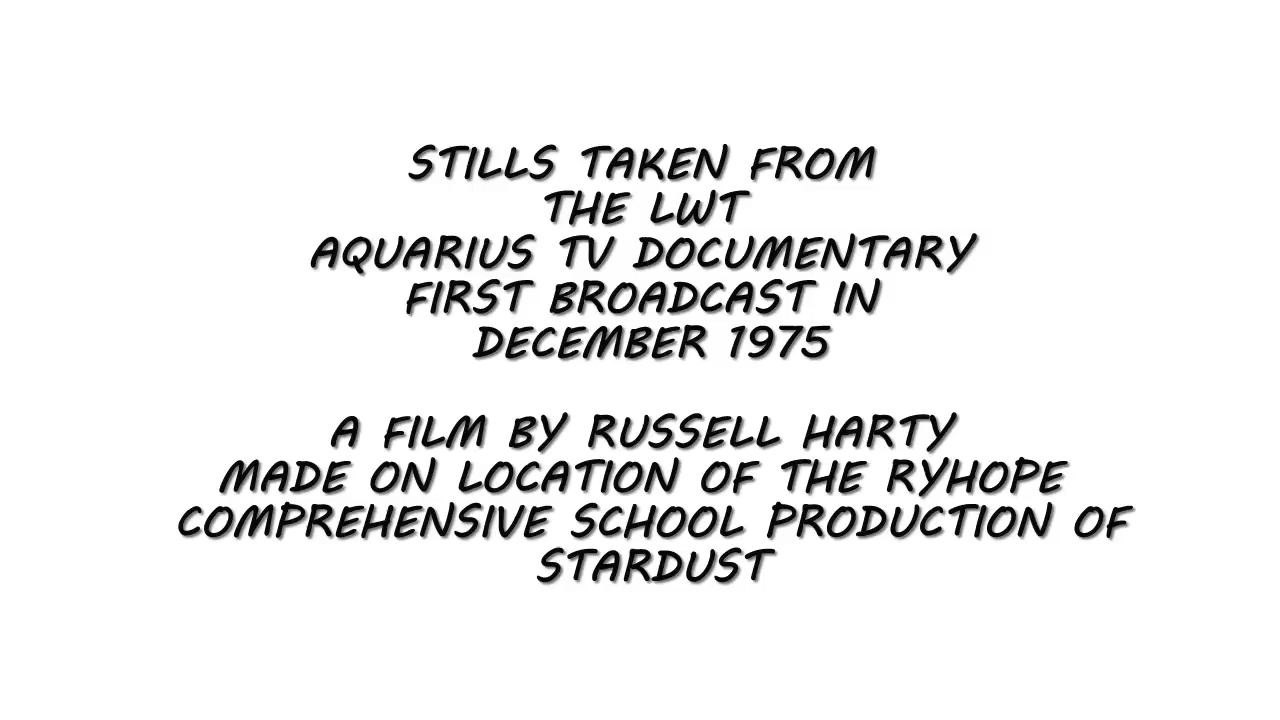 STILLS TAKEN FROM
THE LWT
AQUARIUS TV DOCUMENTARY
FIRST BROADCAST IN
DECEMBER 1975
A FILM BY RUSSELL HARTY
MADE ON LOCATION OF THE RYHOPE
COMPREHENSIVE SCHOOL PRODUCTION OF
STARDUST